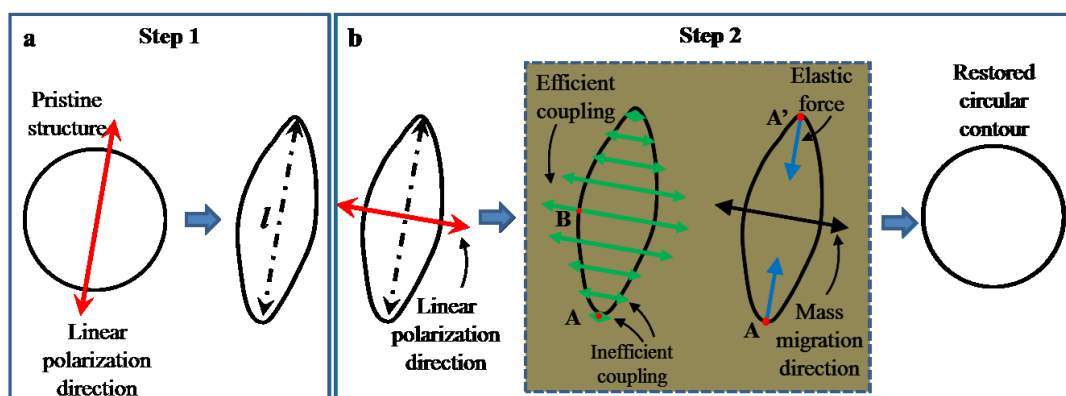 a
Step 1
Pristine
structure
Linear
polarization
direction
l
b
Step 2
Linear
polarization
direction
Efficient
coupling
B
A
Inefficient
coupling
Elastic
force
A’
A
Mass
migration
direction
Restored
circular
contour